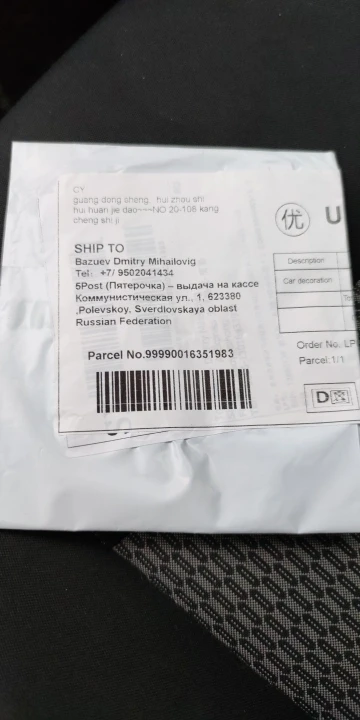 CY
guang dong sheng, hui zhou shi
hui huan jie dao~~~NO 20-108 kang
cheng shi ji
优 U
SHIP TO
Bazuev Dmitry Mihailovig
Tel: +7/ 9502041434
5Post (Пятерочка) – выдача на кассе
Коммунистическая ул., 1, 623380
,Polevskoy, Sverdlovskaya oblast
Russian Federation
Description
Car decoration
Order No. LP
Parcel:1/1
Parcel No.99990016351983
D